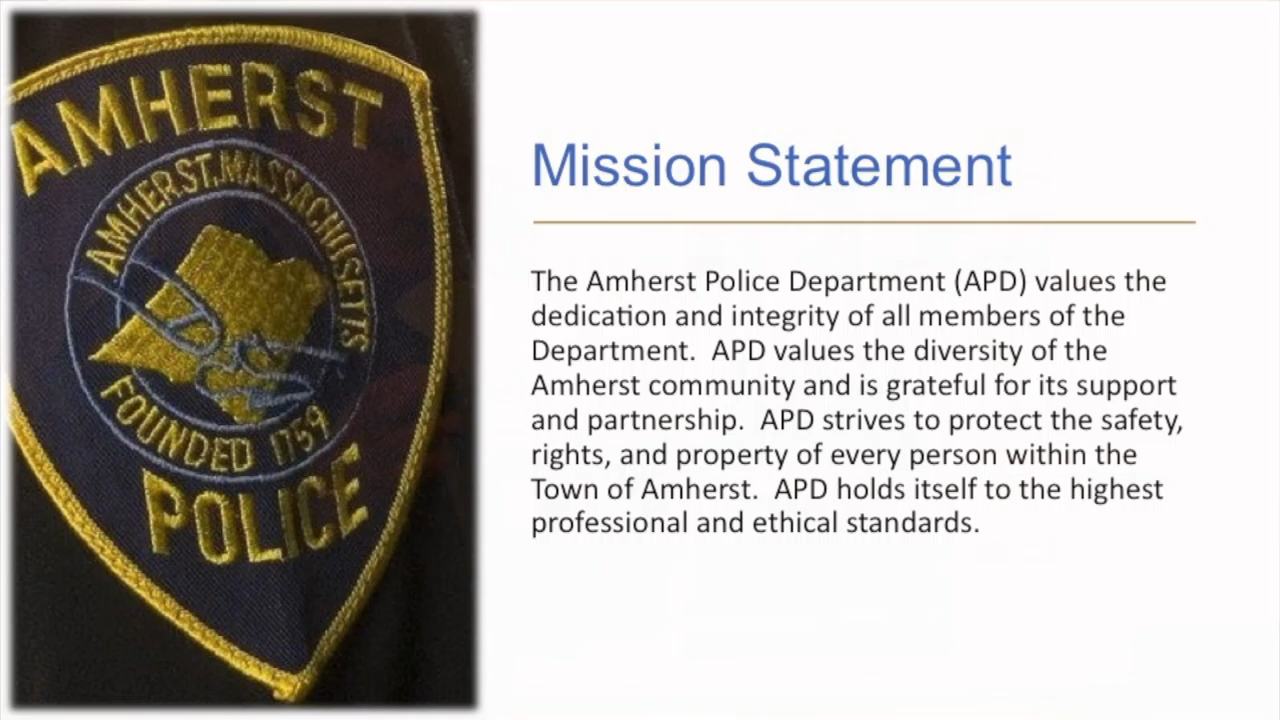 AMHERST
AMHERST, MASSACHUSETTS
FOUNDED 1759
POLICE
Mission Statement
The Amherst Police Department (APD) values the
dedication and integrity of all members of the
Department.  APD values the diversity of the
Amherst community and is grateful for its support
and partnership.  APD strives to protect the safety,
rights, and property of every person within the
Town of Amherst.  APD holds itself to the highest
professional and ethical standards.